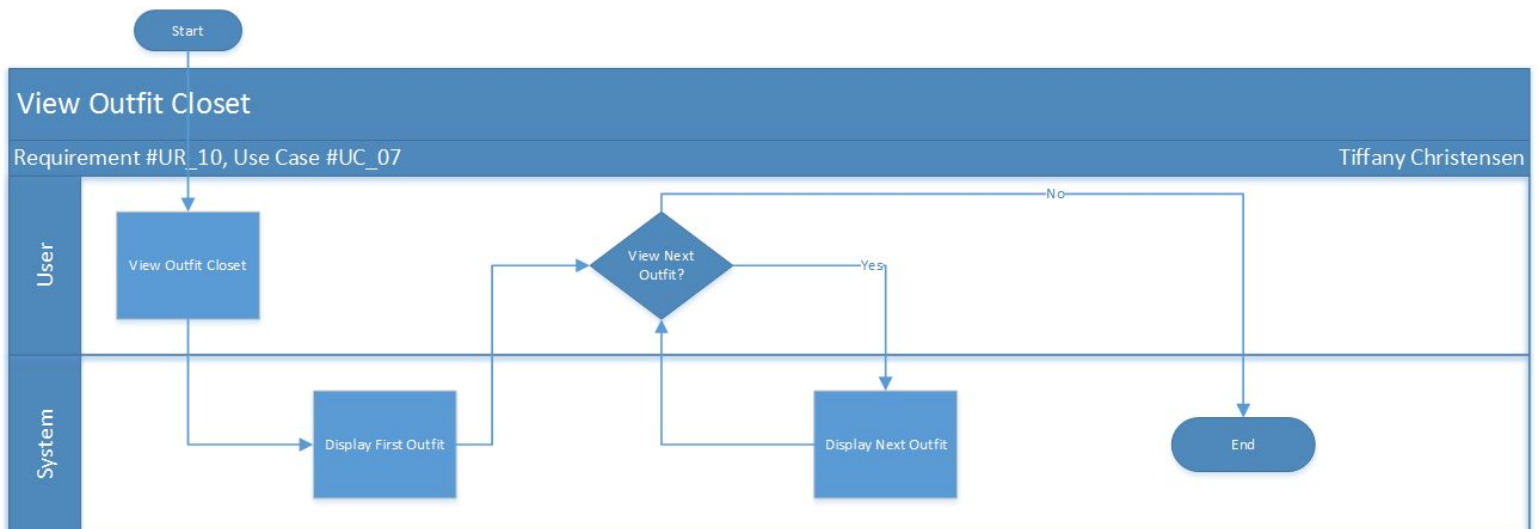 Start
View Outfit Closet
Requirement #UR_10, Use Case #UC_07
Tiffany Christensen
User
View Outfit Closet
View Next
Outfit?
No
Yes
System
Display First Outfit
Display Next Outfit
End